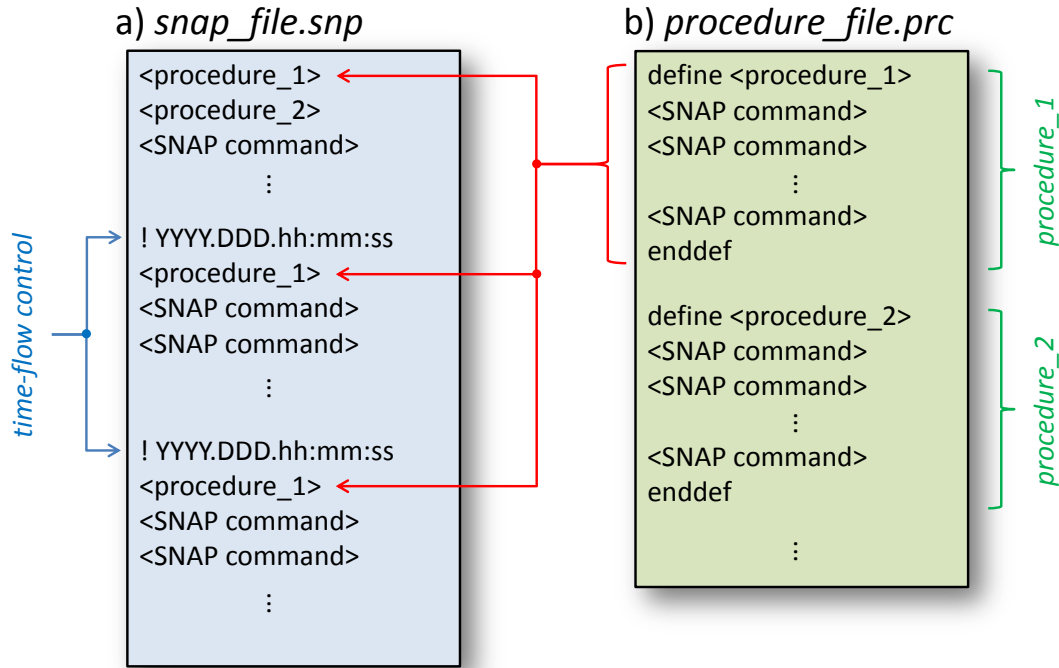 a) snap_file.snp
<procedure_1>
<procedure_2>
<SNAP command>
⋮
! YYYY.DDD.hh:mm:ss
<procedure_1>
<SNAP command>
<SNAP command>
⋮
! YYYY.DDD.hh:mm:ss
<procedure_1>
<SNAP command>
<SNAP command>
⋮
time-flow control
b) procedure_file.prc
define <procedure_1>
<SNAP command>
<SNAP command>
⋮
<SNAP command>
enddef
define <procedure_2>
<SNAP command>
<SNAP command>
⋮
<SNAP command>
enddef
⋮
procedure_1
procedure_2